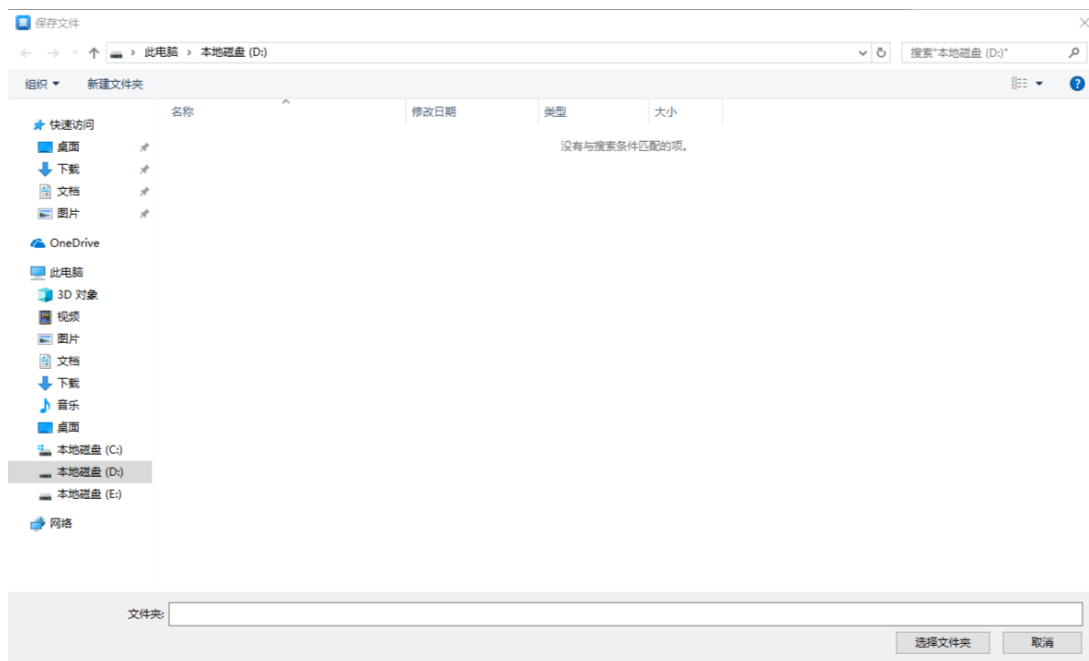 保存文件
此电脑 › 本地磁盘 (D:)
搜索"本地磁盘 (D:)"
组织
新建文件夹
名称 修改日期 类型 大小
没有与搜索条件匹配的项。
快速访问
桌面
下载
文档
图片
OneDrive
此电脑
3D 对象
视频
图片
文档
下载
音乐
桌面
本地磁盘 (C:)
本地磁盘 (D:)
本地磁盘 (E:)
网络
文件夹:
选择文件夹 取消